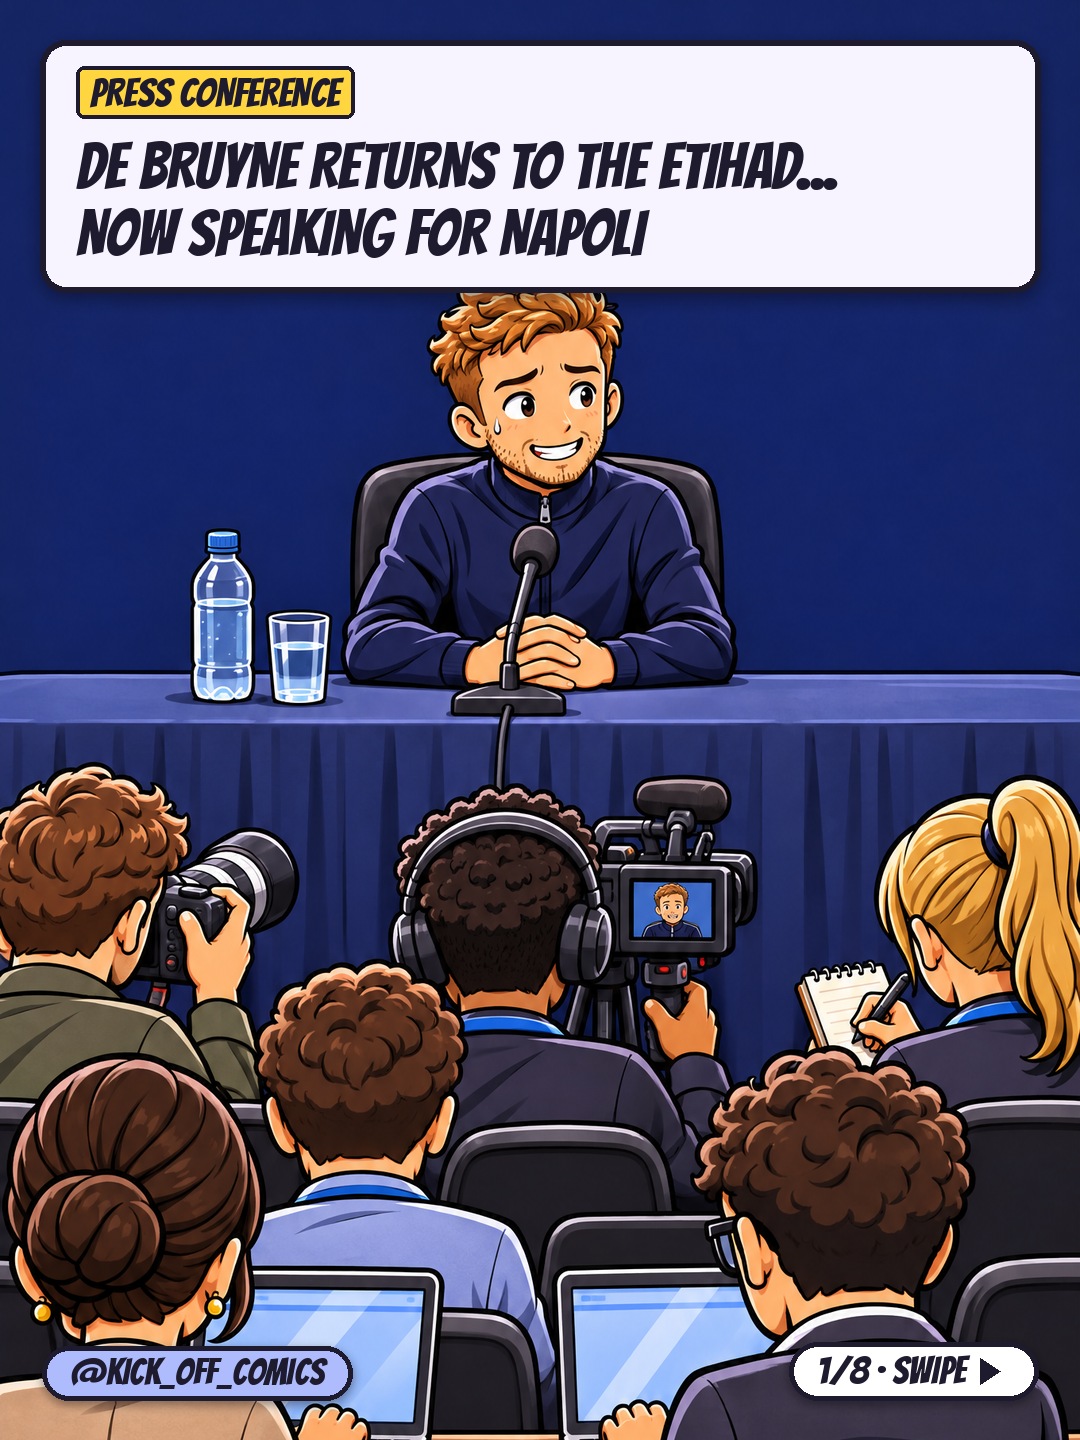 PRESS CONFERENCE
DE BRUYNE RETURNS TO THE ETIHAD...
NOW SPEAKING FOR NAPOLI
@KICK_OFF_COMICS
1/8 • SWIPE ▶